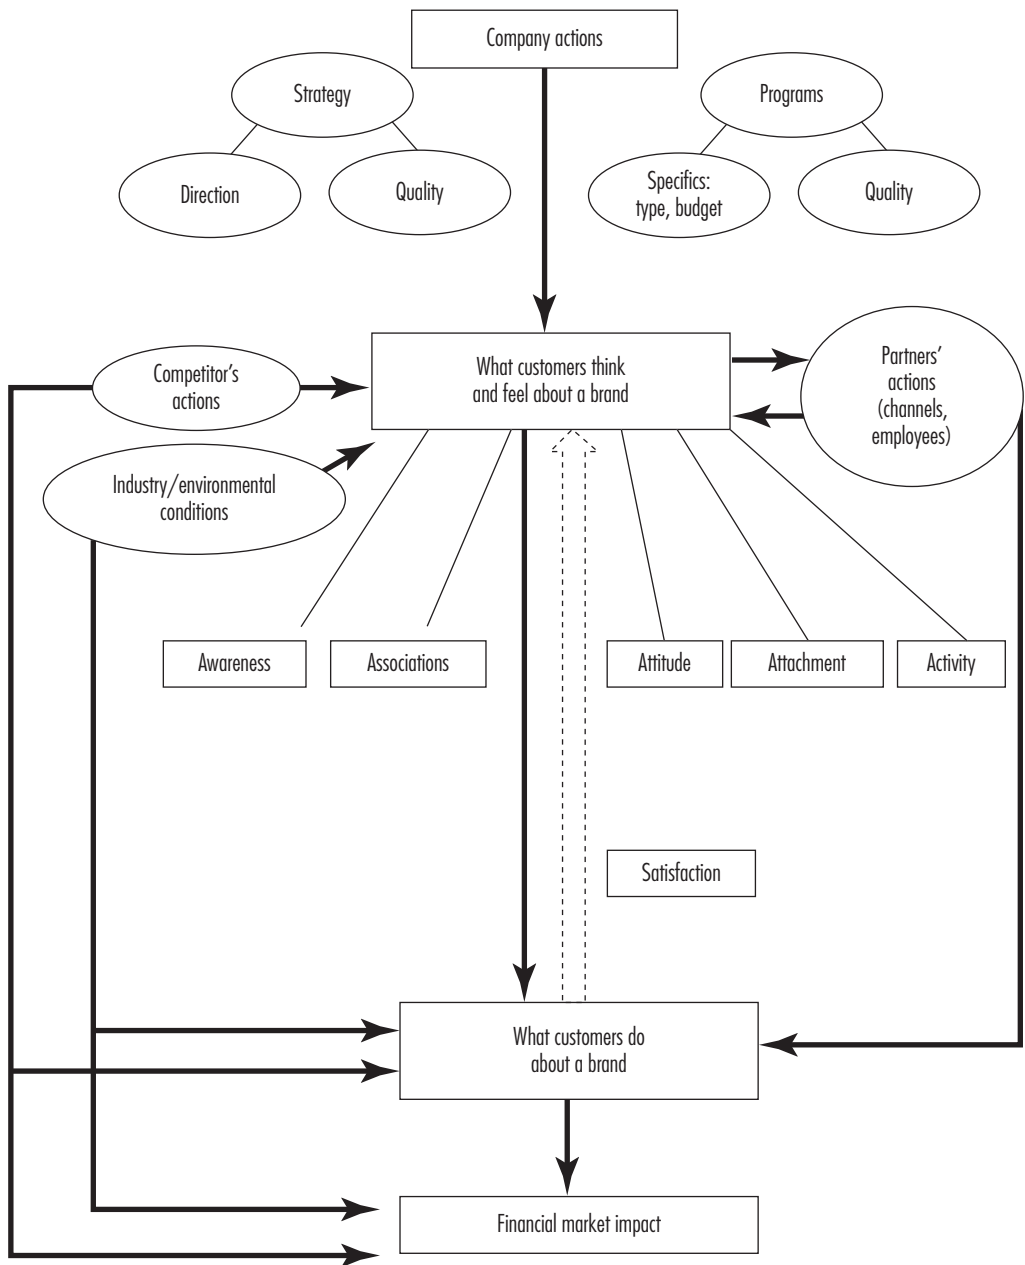 Company actions
Strategy
Programs
Direction
Quality
Specifics:
type, budget
Quality
Competitor's
actions
What customers think
and feel about a brand
Partners’
actions
(channels,
employees)
Industry/environmental
conditions
Awareness
Associations
Attitude
Attachment
Activity
Satisfaction
What customers do
about a brand
Financial market impact